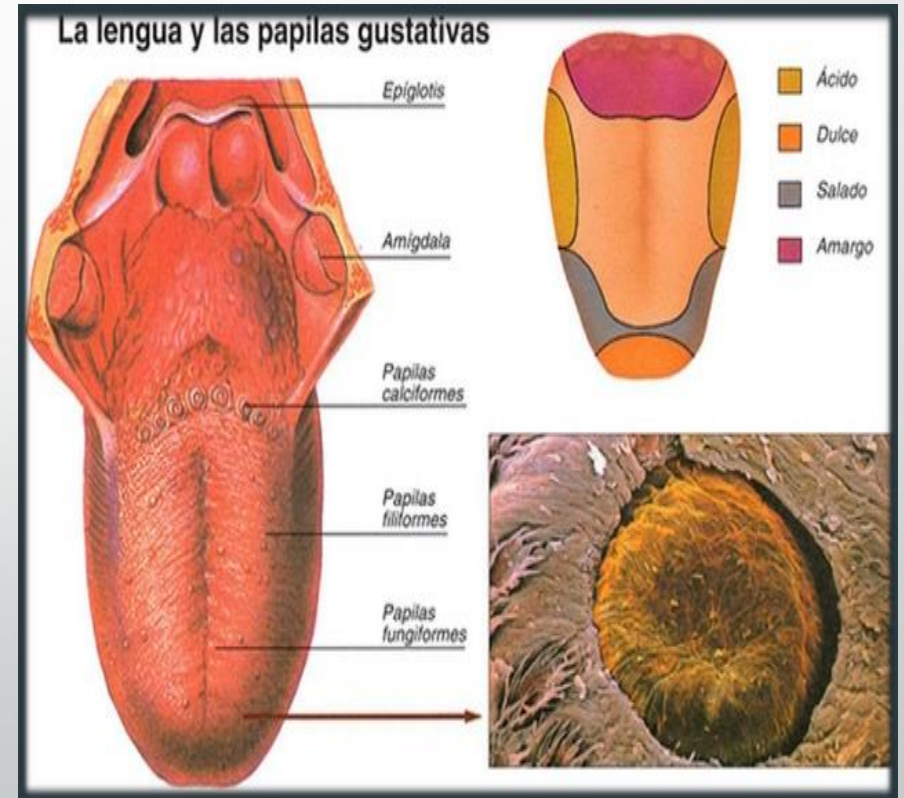 La lengua y las papilas gustativas
Epíglotis
Amígdala
Papilas
calciformes
Papilas
filiformes
Papilas
fungiformes
Ácido
Dulce
Salado
Amargo